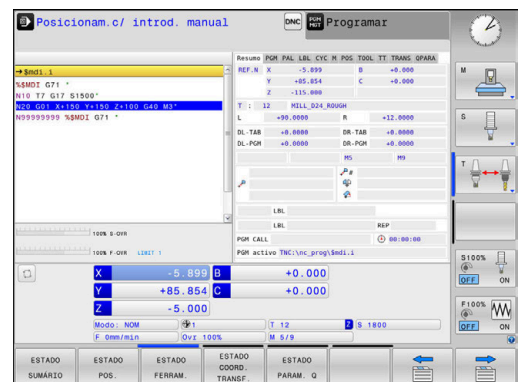 Posicionam.c/ introd. manual
DNC
PGM MGT
Programar
→$mdi.i
%$MDI G71 *
N10 T7 G17 S1500*
N20 G01 X+150 Y+150 Z+100 G40 M3*
N99999999 %$MDI G71 *
100% S-OVR
100% F-OVR LIMIT 1
Resumo PGM PAL LBL CYC M POS TOOL TT TRANS QPARA
REF.N X -5.899 B +0.000
Y +85.854 C +0.000
Z -115.000
T : 12 MILL_D24_ROUGH
L +90.0000 R +12.0000
DL-TAB +0.0000 DR-TAB +0.0000
DL-PGM +0.0000 DR-PGM +0.0000
M5 M9
LBL
LBL REP
PGM CALL 00:00:00
PGM activo TNC:\nc_prog\$mdi.i
X -5.899 B +0.000
Y +85.854 C +0.000
Z -5.000
Modo: NOM 1 T 12 Z S 1800
F 0mm/min Ovr 100% M 5/9
M
S
T
S100%
OFF ON
F100%
OFF ON
ESTADO SUMÁRIO
ESTADO POS.
ESTADO FERRAM.
ESTADO COORD. TRANSF.
ESTADO PARAM. Q